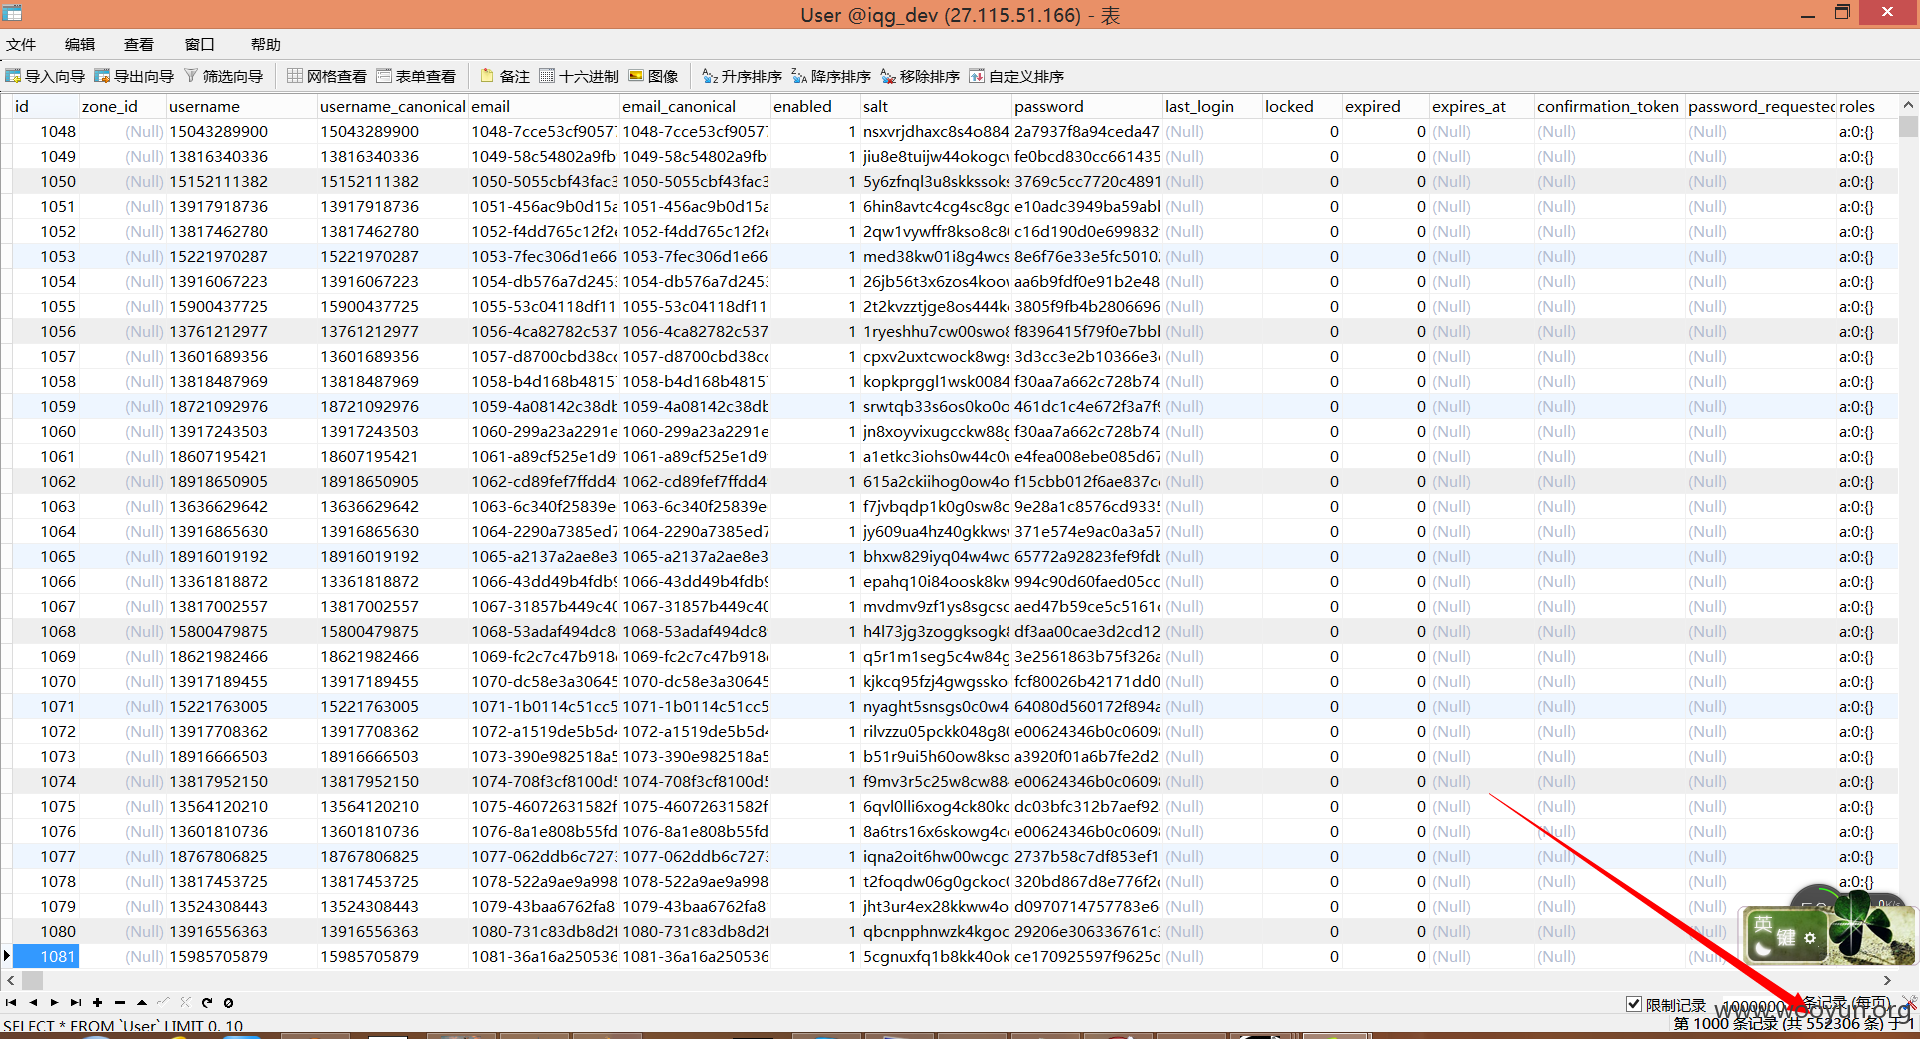 User @iqg_dev (27.115.51.166) - 表
文件 编辑 查看 窗口 帮助
导入向导 导出向导 筛选向导 网格查看 表单查看 备注 十六进制 图像 升序排序 降序排序 移除排序 自定义排序
id zone_id username username_canonical email email_canonical enabled salt password last_login locked expired expires_at confirmation_token password_requested roles
1048 (Null) 15043289900 15043289900 1048-7cce53cf9057 1048-7cce53cf9057 1 nsxvrjdhaxc8s4o884 2a7937f8a94ceda47 (Null) 0 0 (Null) (Null) (Null) a:0:{}
1049 (Null) 13816340336 13816340336 1049-58c54802a9fb 1049-58c54802a9fb 1 jiu8e8tuijw44okogc fe0bcd830cc661435 (Null) 0 0 (Null) (Null) (Null) a:0:{}
1050 (Null) 15152111382 15152111382 1050-5055cbf43fac3 1050-5055cbf43fac3 1 5y6zfnql3u8skkssoks 3769c5cc7720c4891 (Null) 0 0 (Null) (Null) (Null) a:0:{}
1051 (Null) 13917918736 13917918736 1051-456ac9b0d15a 1051-456ac9b0d15a 1 6hin8avtc4cg4sc8gc e10adc3949ba59abl (Null) 0 0 (Null) (Null) (Null) a:0:{}
1052 (Null) 13817462780 13817462780 1052-f4dd765c12f2 1052-f4dd765c12f2 1 2qw1vywffr8kso8c8 c16d190d0e699832 (Null) 0 0 (Null) (Null) (Null) a:0:{}
1053 (Null) 15221970287 15221970287 1053-7fec306d1e66 1053-7fec306d1e66 1 med38kw01i8g4wcs 8e6f76e33e5fc5010 (Null) 0 0 (Null) (Null) (Null) a:0:{}
1054 (Null) 13916067223 13916067223 1054-db576a7d245 1054-db576a7d245 1 26jb56t3x6zos4koo aa6b9fdf0e91b2e48 (Null) 0 0 (Null) (Null) (Null) a:0:{}
1055 (Null) 15900437725 15900437725 1055-53c04118df11 1055-53c04118df11 1 2t2kvzztjge8os444k 3805f9fb4b2806696 (Null) 0 0 (Null) (Null) (Null) a:0:{}
1056 (Null) 13761212977 13761212977 1056-4ca82782c537 1056-4ca82782c537 1 1ryeshhu7cw00swo8 f8396415f79f0e7bb (Null) 0 0 (Null) (Null) (Null) a:0:{}
1057 (Null) 13601689356 13601689356 1057-d8700cbd38cc 1057-d8700cbd38cc 1 cpxv2uxtcwock8wg 3d3cc3e2b10366e3 (Null) 0 0 (Null) (Null) (Null) a:0:{}
1058 (Null) 13818487969 13818487969 1058-b4d168b4815 1058-b4d168b4815 1 kopkprggl1wsk0084 f30aa7a662c728b74 (Null) 0 0 (Null) (Null) (Null) a:0:{}
1059 (Null) 18721092976 18721092976 1059-4a08142c38db 1059-4a08142c38db 1 srwtqb33s6os0ko0o 461dc1c4e672f3a7f (Null) 0 0 (Null) (Null) (Null) a:0:{}
1060 (Null) 13917243503 13917243503 1060-299a23a2291e 1060-299a23a2291e 1 jn8xoyvixugcckw88 f30aa7a662c728b74 (Null) 0 0 (Null) (Null) (Null) a:0:{}
1061 (Null) 18607195421 18607195421 1061-a89cf525e1d9 1061-a89cf525e1d9 1 a1etkc3iohs0w44c0 e4fea008ebe085d67 (Null) 0 0 (Null) (Null) (Null) a:0:{}
1062 (Null) 18918650905 18918650905 1062-cd89fef7ffdd4 1062-cd89fef7ffdd4 1 615a2ckiihog0ow4o f15cbb012f6ae837c (Null) 0 0 (Null) (Null) (Null) a:0:{}
1063 (Null) 13636629642 13636629642 1063-6c340f25839e 1063-6c340f25839e 1 f7jvbqdp1k0g0sw8c 9e28a1c8576cd9335 (Null) 0 0 (Null) (Null) (Null) a:0:{}
1064 (Null) 13916865630 13916865630 1064-2290a7385ed7 1064-2290a7385ed7 1 jy609ua4hz40gkkws 371e574e9ac0a3a57 (Null) 0 0 (Null) (Null) (Null) a:0:{}
1065 (Null) 18916019192 18916019192 1065-a2137a2ae8e3 1065-a2137a2ae8e3 1 bhxw829iyq04w4wc 65772a92823fef9fdb (Null) 0 0 (Null) (Null) (Null) a:0:{}
1066 (Null) 13361818872 13361818872 1066-43dd49b4fdb9 1066-43dd49b4fdb9 1 epahq10i84oosk8kw 994c90d60faed05cc (Null) 0 0 (Null) (Null) (Null) a:0:{}
1067 (Null) 13817002557 13817002557 1067-31857b449c40 1067-31857b449c40 1 mvdmv9zf1ys8sgcsc aed47b59ce5c5161 (Null) 0 0 (Null) (Null) (Null) a:0:{}
1068 (Null) 15800479875 15800479875 1068-53adaf494dc8 1068-53adaf494dc8 1 h4l73jg3zoggksogk8 df3aa00cae3d2cd12 (Null) 0 0 (Null) (Null) (Null) a:0:{}
1069 (Null) 18621982466 18621982466 1069-fc2c7c47b918 1069-fc2c7c47b918 1 q5r1m1seg5c4w84g 3e2561863b75f326a (Null) 0 0 (Null) (Null) (Null) a:0:{}
1070 (Null) 13917189455 13917189455 1070-dc58e3a30645 1070-dc58e3a30645 1 kjkcq95fzj4gwgssko fcf80026b42171dd0 (Null) 0 0 (Null) (Null) (Null) a:0:{}
1071 (Null) 15221763005 15221763005 1071-1b0114c51cc5 1071-1b0114c51cc5 1 nyaght5snsgs0c0w4 64080d560172f894a (Null) 0 0 (Null) (Null) (Null) a:0:{}
1072 (Null) 13917708362 13917708362 1072-a1519de5b5d4 1072-a1519de5b5d4 1 rilvzzu05pckk048g8 e00624346b0c0609 (Null) 0 0 (Null) (Null) (Null) a:0:{}
1073 (Null) 18916666503 18916666503 1073-390e982518a5 1073-390e982518a5 1 b51r9ui5h60ow8kso a3920f01a6b7fe2d2 (Null) 0 0 (Null) (Null) (Null) a:0:{}
1074 (Null) 13817952150 13817952150 1074-708f3cf8100d5 1074-708f3cf8100d5 1 f9mv3r5c25w8cw88 e00624346b0c0609 (Null) 0 0 (Null) (Null) (Null) a:0:{}
1075 (Null) 13564120210 13564120210 1075-46072631582f 1075-46072631582f 1 6qvl0lli6xog4ck80kc dc03bfc312b7aef92 (Null) 0 0 (Null) (Null) (Null) a:0:{}
1076 (Null) 13601810736 13601810736 1076-8a1e808b55fd 1076-8a1e808b55fd 1 8a6trs16x6skowg4c e00624346b0c0609 (Null) 0 0 (Null) (Null) (Null) a:0:{}
1077 (Null) 18767806825 18767806825 1077-062ddb6c727 1077-062ddb6c727 1 iqna2oit6hw00wcgc 2737b58c7df853ef1 (Null) 0 0 (Null) (Null) (Null) a:0:{}
1078 (Null) 13817453725 13817453725 1078-522a9ae9a998 1078-522a9ae9a998 1 t2foqdw06g0gckoc 320bd867d8e776f2 (Null) 0 0 (Null) (Null) (Null) a:0:{}
1079 (Null) 13524308443 13524308443 1079-43baa6762fa8 1079-43baa6762fa8 1 jht3ur4ex28kkww4o d0970714757783e6 (Null) 0 0 (Null) (Null) (Null)
1080 (Null) 13916556363 13916556363 1080-731c83db8d2f 1080-731c83db8d2f 1 qbcnpphnwzk4kgoc 29206e306336761c (Null) 0 0 (Null) (Null) (Null)
1081 (Null) 15985705879 15985705879 1081-36a16a250536 1081-36a16a250536 1 5cgnuxfq1b8kk40ok ce170925597f9625c (Null) 0 0 (Null) (Null) (Null)
英 键
限制记录 1000000 条记录 (每页)
www.wooyun.org
SELECT * FROM `User` LIMIT 0, 10
第 1000 条记录 (共 552306 条) 于 1